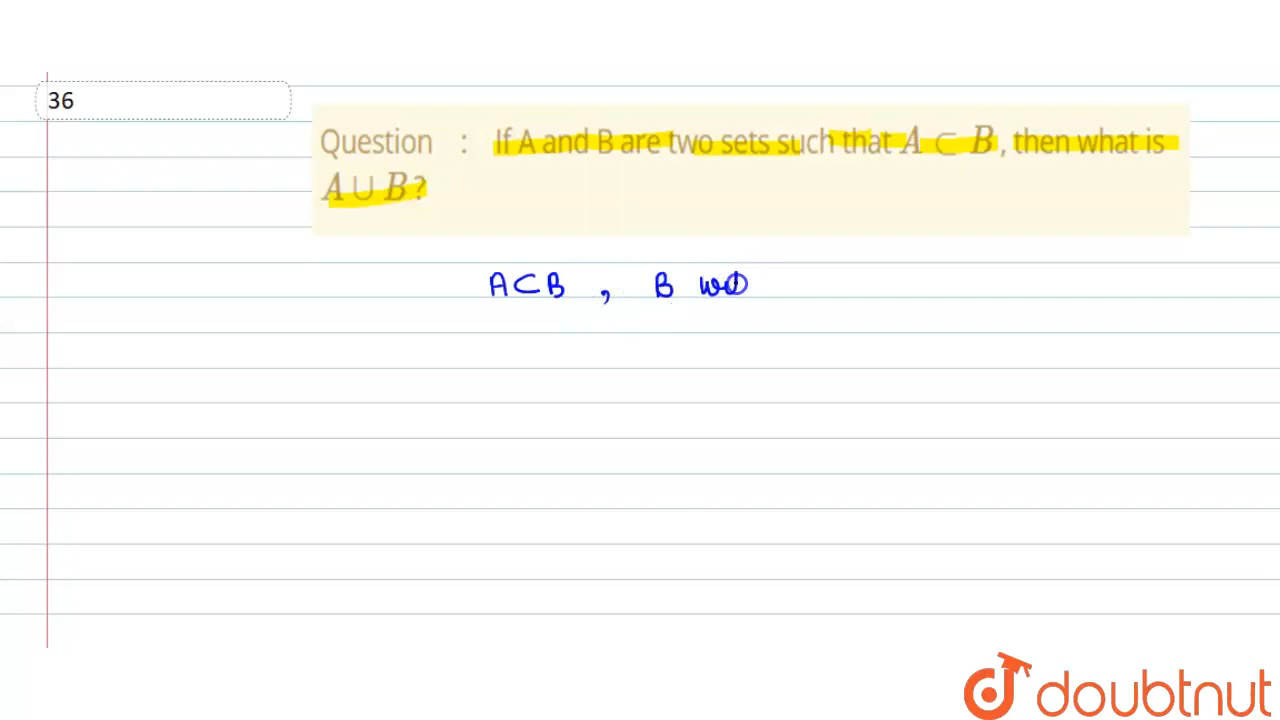 36
Question : If A and B are two sets such that A ⊂ B, then what is
A ∪ B?
A⊂B , B
doubtnut